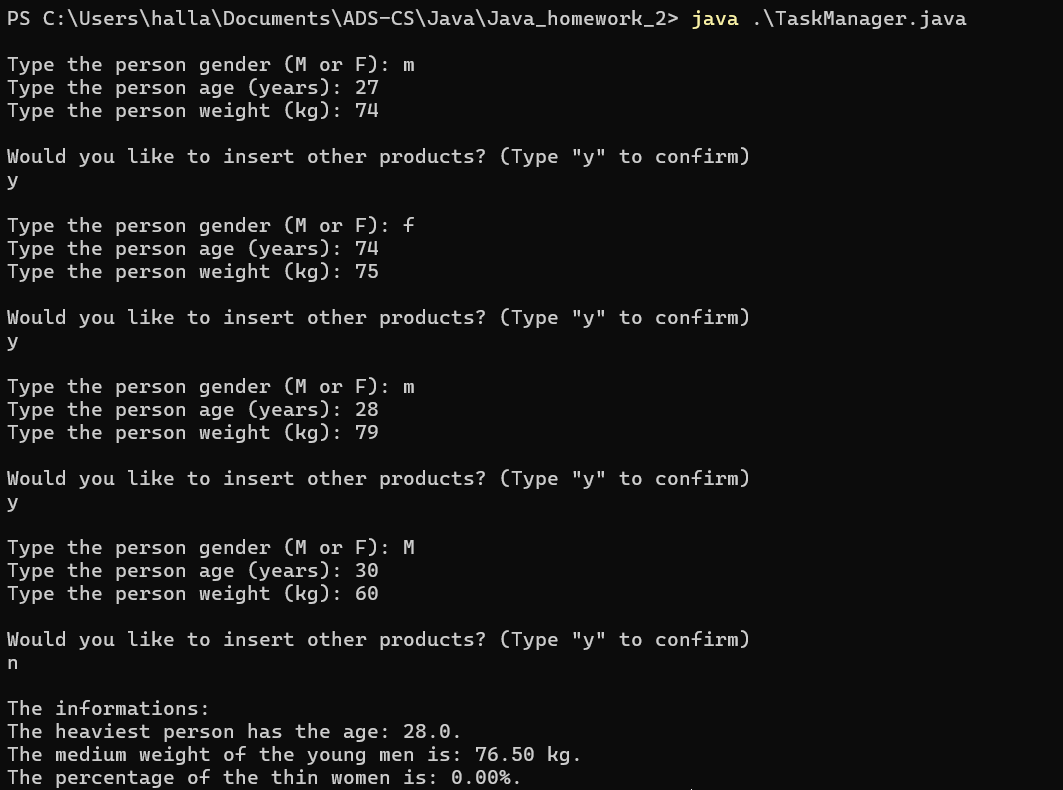 PS C:\Users\halla\Documents\ADS-CS\Java\Java_homework_2> java .\TaskManager.java
Type the person gender (M or F): m
Type the person age (years): 27
Type the person weight (kg): 74
Would you like to insert other products? (Type "y" to confirm)
y
Type the person gender (M or F): f
Type the person age (years): 74
Type the person weight (kg): 75
Would you like to insert other products? (Type "y" to confirm)
y
Type the person gender (M or F): m
Type the person age (years): 28
Type the person weight (kg): 79
Would you like to insert other products? (Type "y" to confirm)
y
Type the person gender (M or F): M
Type the person age (years): 30
Type the person weight (kg): 60
Would you like to insert other products? (Type "y" to confirm)
n
The informations:
The heaviest person has the age: 28.0.
The medium weight of the young men is: 76.50 kg.
The percentage of the thin women is: 0.00%.